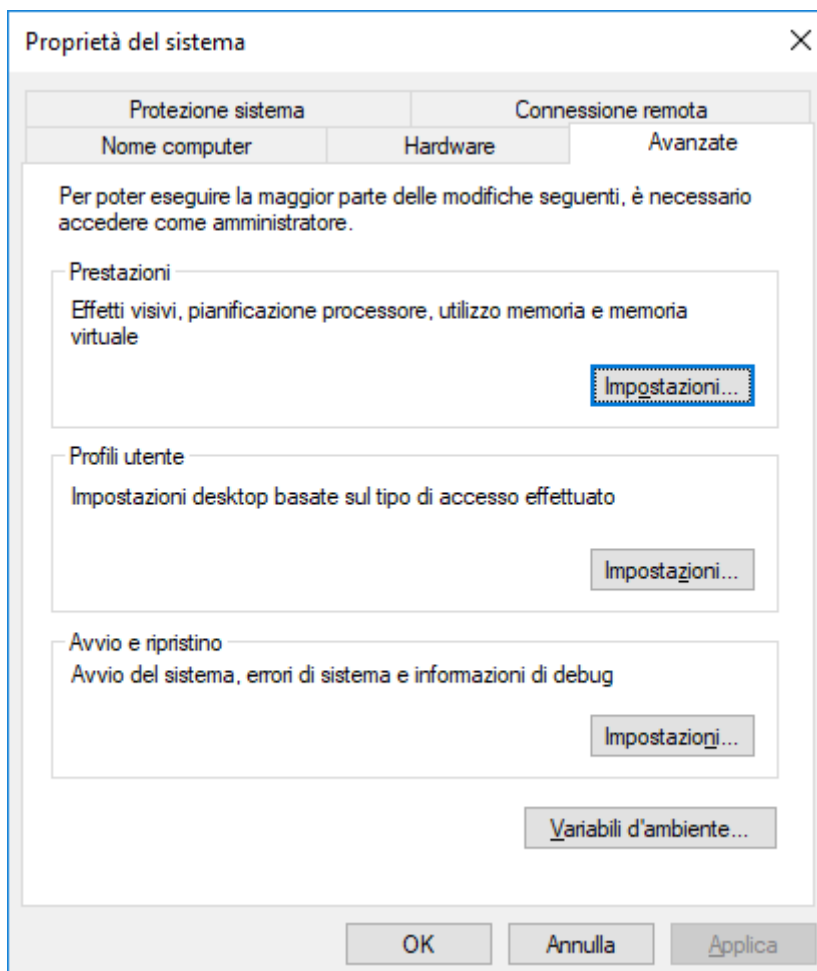 Proprietà del sistema
Protezione sistema
Connessione remota
Nome computer
Hardware
Avanzate
Per poter eseguire la maggior parte delle modifiche seguenti, è necessario
accedere come amministratore.
Prestazioni
Effetti visivi, pianificazione processore, utilizzo memoria e memoria
virtuale
Impostazioni...
Profili utente
Impostazioni desktop basate sul tipo di accesso effettuato
Impostazioni...
Avvio e ripristino
Avvio del sistema, errori di sistema e informazioni di debug
Impostazioni...
Variabili d'ambiente...
OK
Annulla
Applica